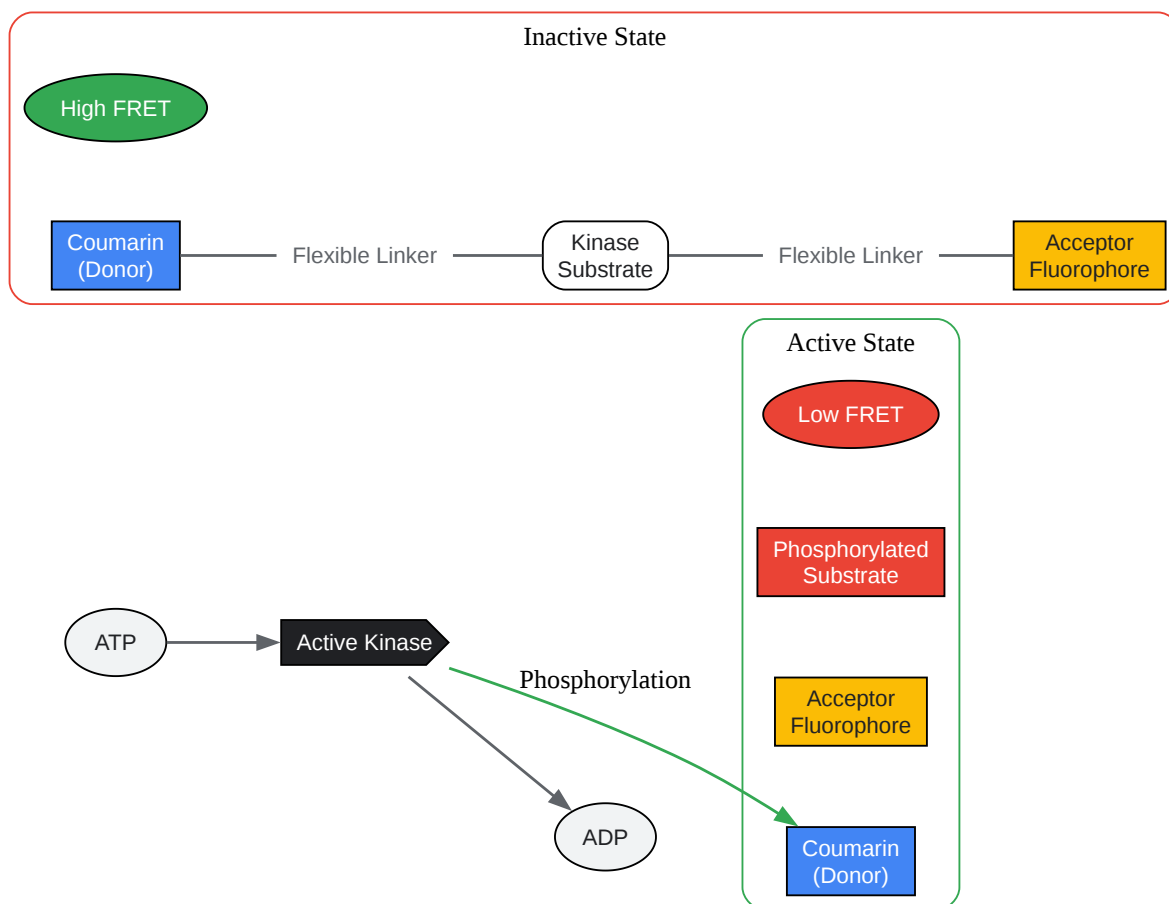 Inactive State
High FRET
Coumarin
(Donor)
Flexible Linker
Kinase
Substrate
Flexible Linker
Acceptor
Fluorophore
Active State
Low FRET
Phosphorylated
Substrate
ATP
Active Kinase
Phosphorylation
Acceptor
Fluorophore
ADP
Coumarin
(Donor)